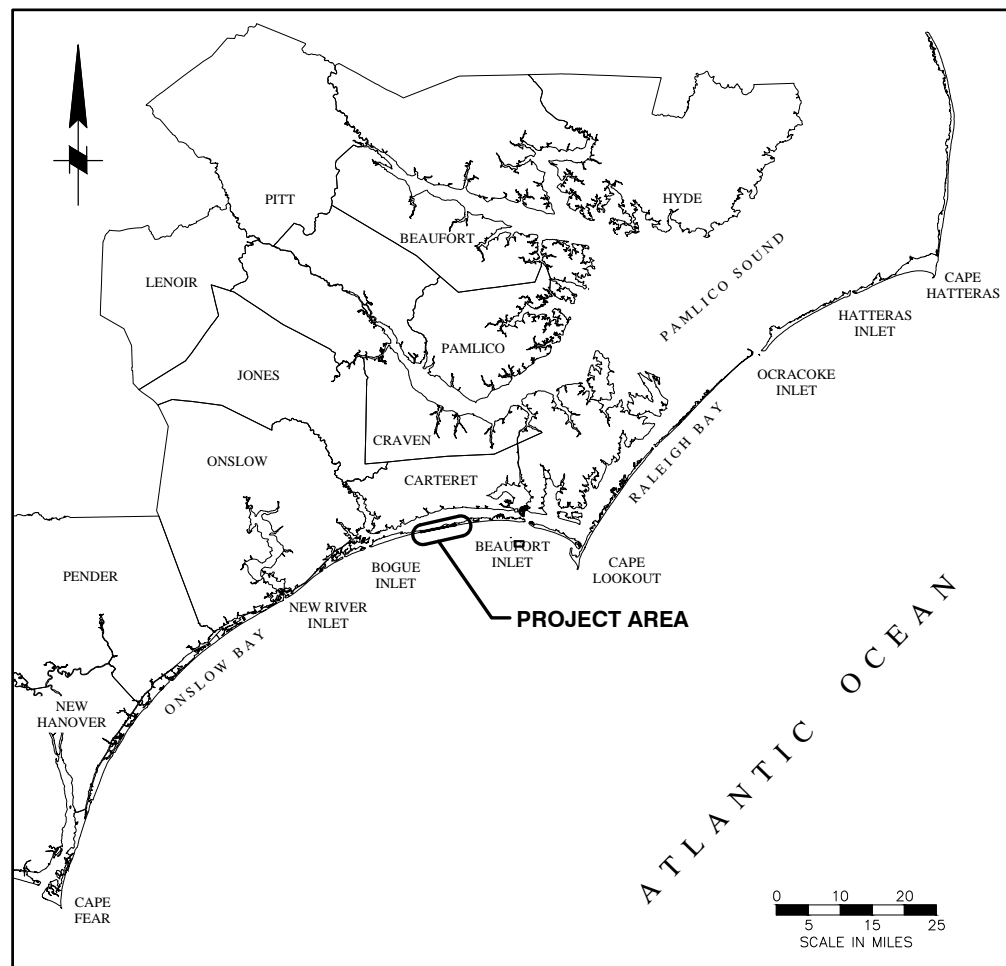 PITT
HYDE
BEAUFORT
PAMLICO SOUND
LENOIR
CAPE
HATTERAS
HATTERAS
INLET
PAMLICO
JONES
OCRACOKE
INLET
CRAVEN
RALEIGH BAY
ONSLOW
CARTERET
BEAUFORT
INLET
BOGUE
INLET
CAPE
LOOKOUT
PENDER
NEW RIVER
INLET
PROJECT AREA
ONSLOW BAY
NEW
HANOVER
ATLANTIC OCEAN
CAPE
FEAR
0 10 20
5 15 25
SCALE IN MILES